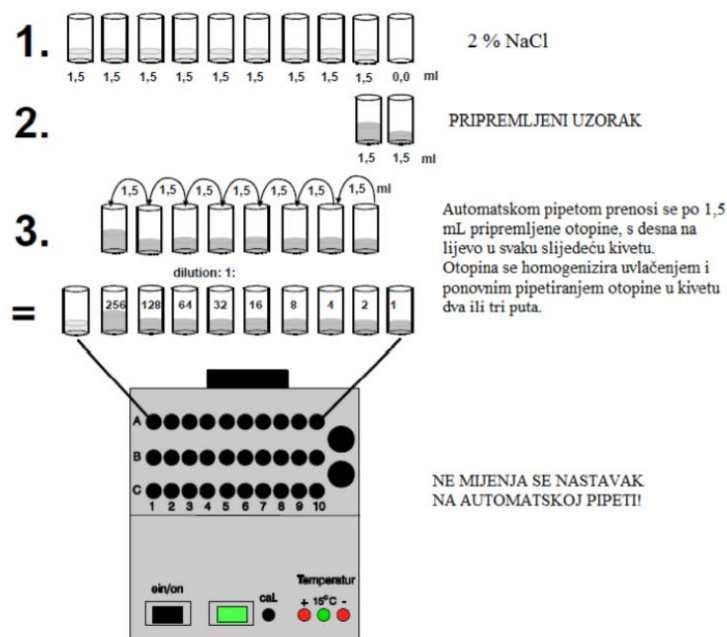 1.
2 % NaCl
1,5 1,5 1,5 1,5 1,5 1,5 1,5 1,5 1,5 0,0 ml
2.
PRIPREMLJENI UZORAK
1,5 1,5 ml
1,5 1,5 1,5 1,5 1,5 1,5 1,5 ml
3.
Automatskom pipetom prenosi se po 1,5
mL pripremljene otopine, s desna na
lijevo u svaku slijedeću kivetu.
Otopina se homogenizira uvlačenjem i
ponovnim pipetiranjem otopine u kivetu
dva ili tri puta.
dilution: 1:
= 256 128 64 32 16 8 4 2 1
A
B
C
1 2 3 4 5 6 7 8 9 10
NE MIJENJA SE NASTAVAK
NA AUTOMATSKOJ PIPETI!
ein/on
caL
Temperatur
+ 15°C -